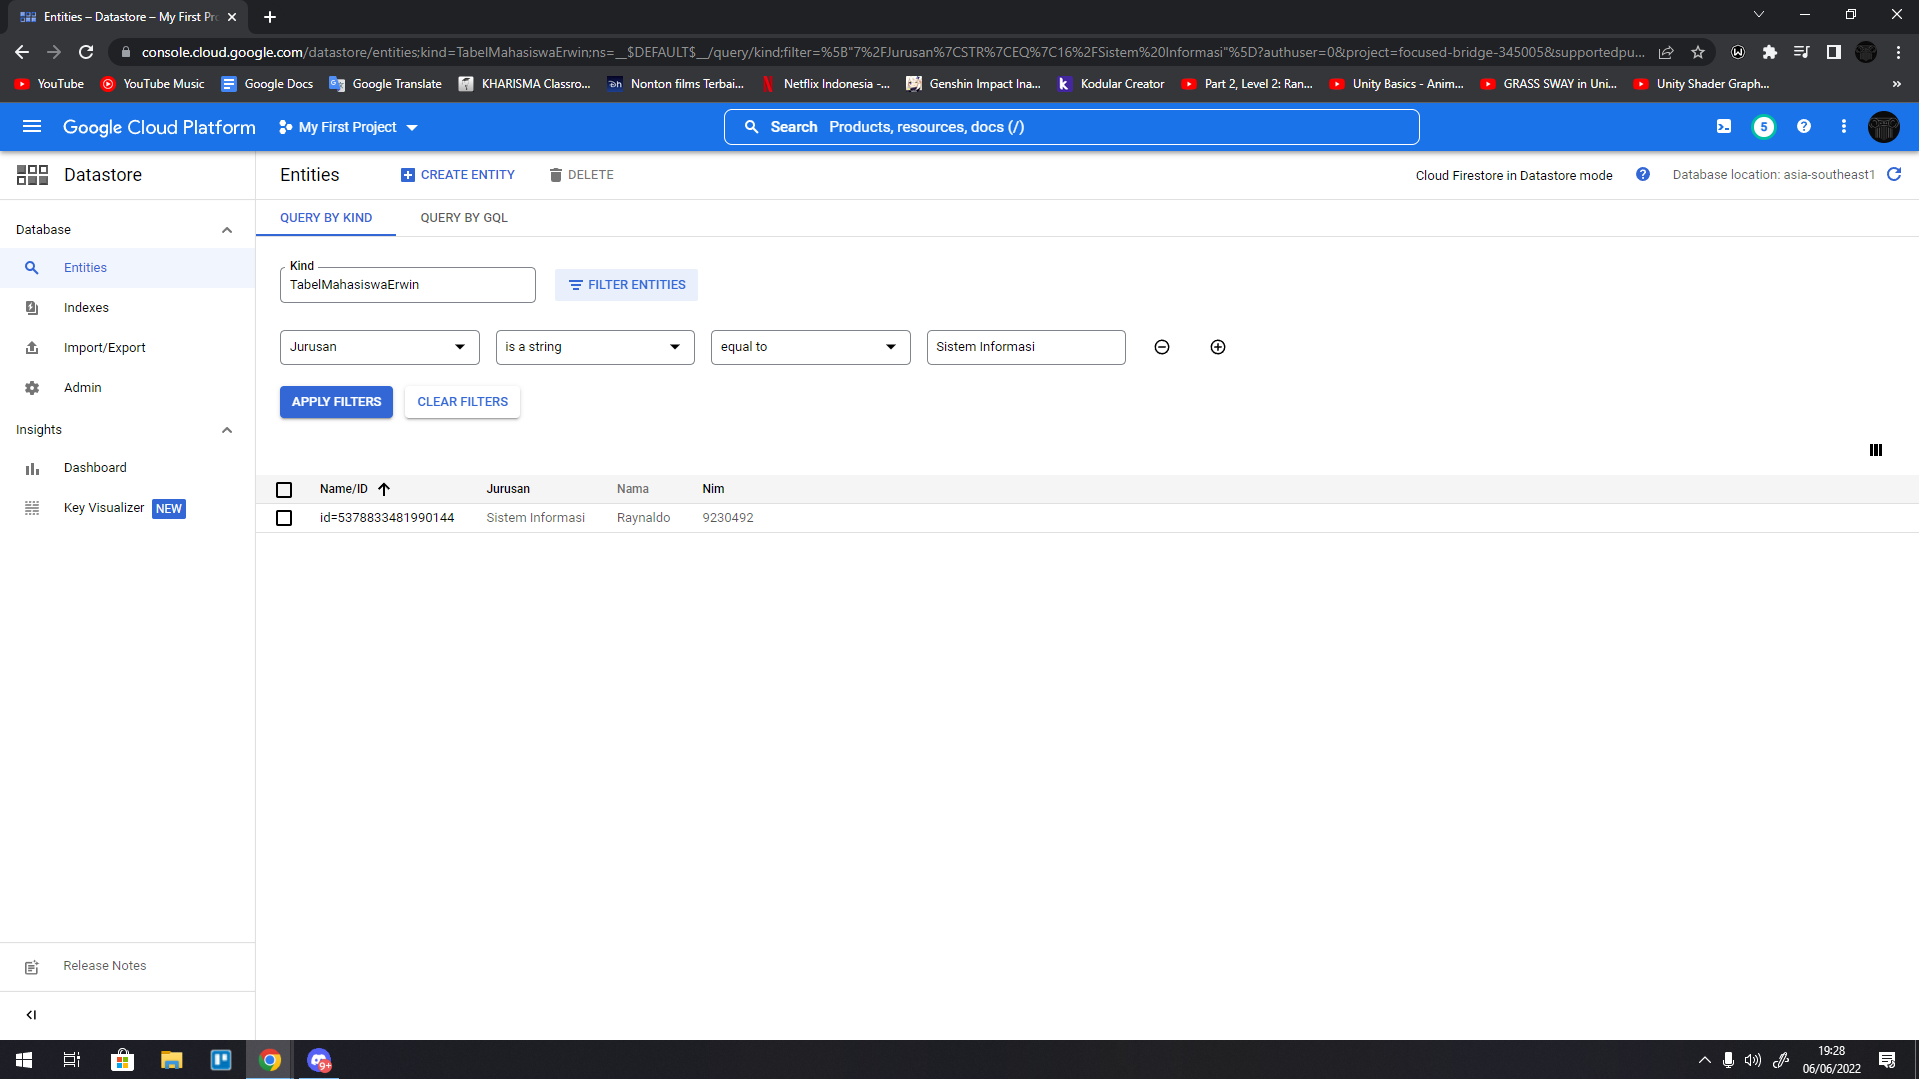 Entities – Datastore – My First Pr
console.cloud.google.com/datastore/entities;kind=TabelMahasiswaErwin;ns=__$DEFAULT$__/query/kind;filter=%5B"7%2FJurusan%7CSTR%7CEQ%7C16%2FSistem%20Informasi"%5D?authuser=0&project=focused-bridge-345005&supportedpu...
YouTube YouTube Music Google Docs Google Translate KHARISMA Classro... Nonton films Terbai... Netflix Indonesia -... Genshin Impact Ina... Kodular Creator Part 2, Level 2: Ran... Unity Basics - Anim... GRASS SWAY in Uni... Unity Shader Graph... »
Google Cloud Platform My First Project Search Products, resources, docs (/) 5
Datastore
Entities CREATE ENTITY DELETE Cloud Firestore in Datastore mode Database location: asia-southeast1
QUERY BY KIND QUERY BY GQL
Database
Entities
Indexes
Import/Export
Admin
Insights
Dashboard
Key Visualizer NEW
Kind
TabelMahasiswaErwin FILTER ENTITIES
Jurusan is a string equal to Sistem Informasi
APPLY FILTERS CLEAR FILTERS
Name/ID Jurusan Nama Nim
id=5378833481990144 Sistem Informasi Raynaldo 9230492
Release Notes
9+
19:28
06/06/2022